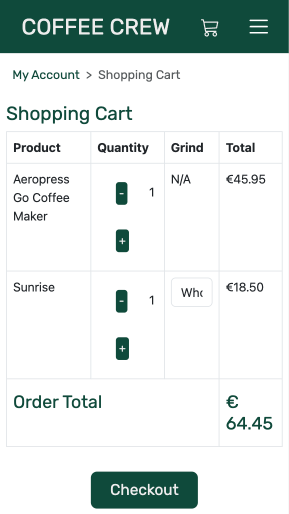 COFFEE CREW
My Account > Shopping Cart
Shopping Cart
Product Quantity Grind Total
Aeropress Go Coffee Maker - 1 + N/A €45.95
Sunrise - 1 + €18.50
Order Total € 64.45
Checkout